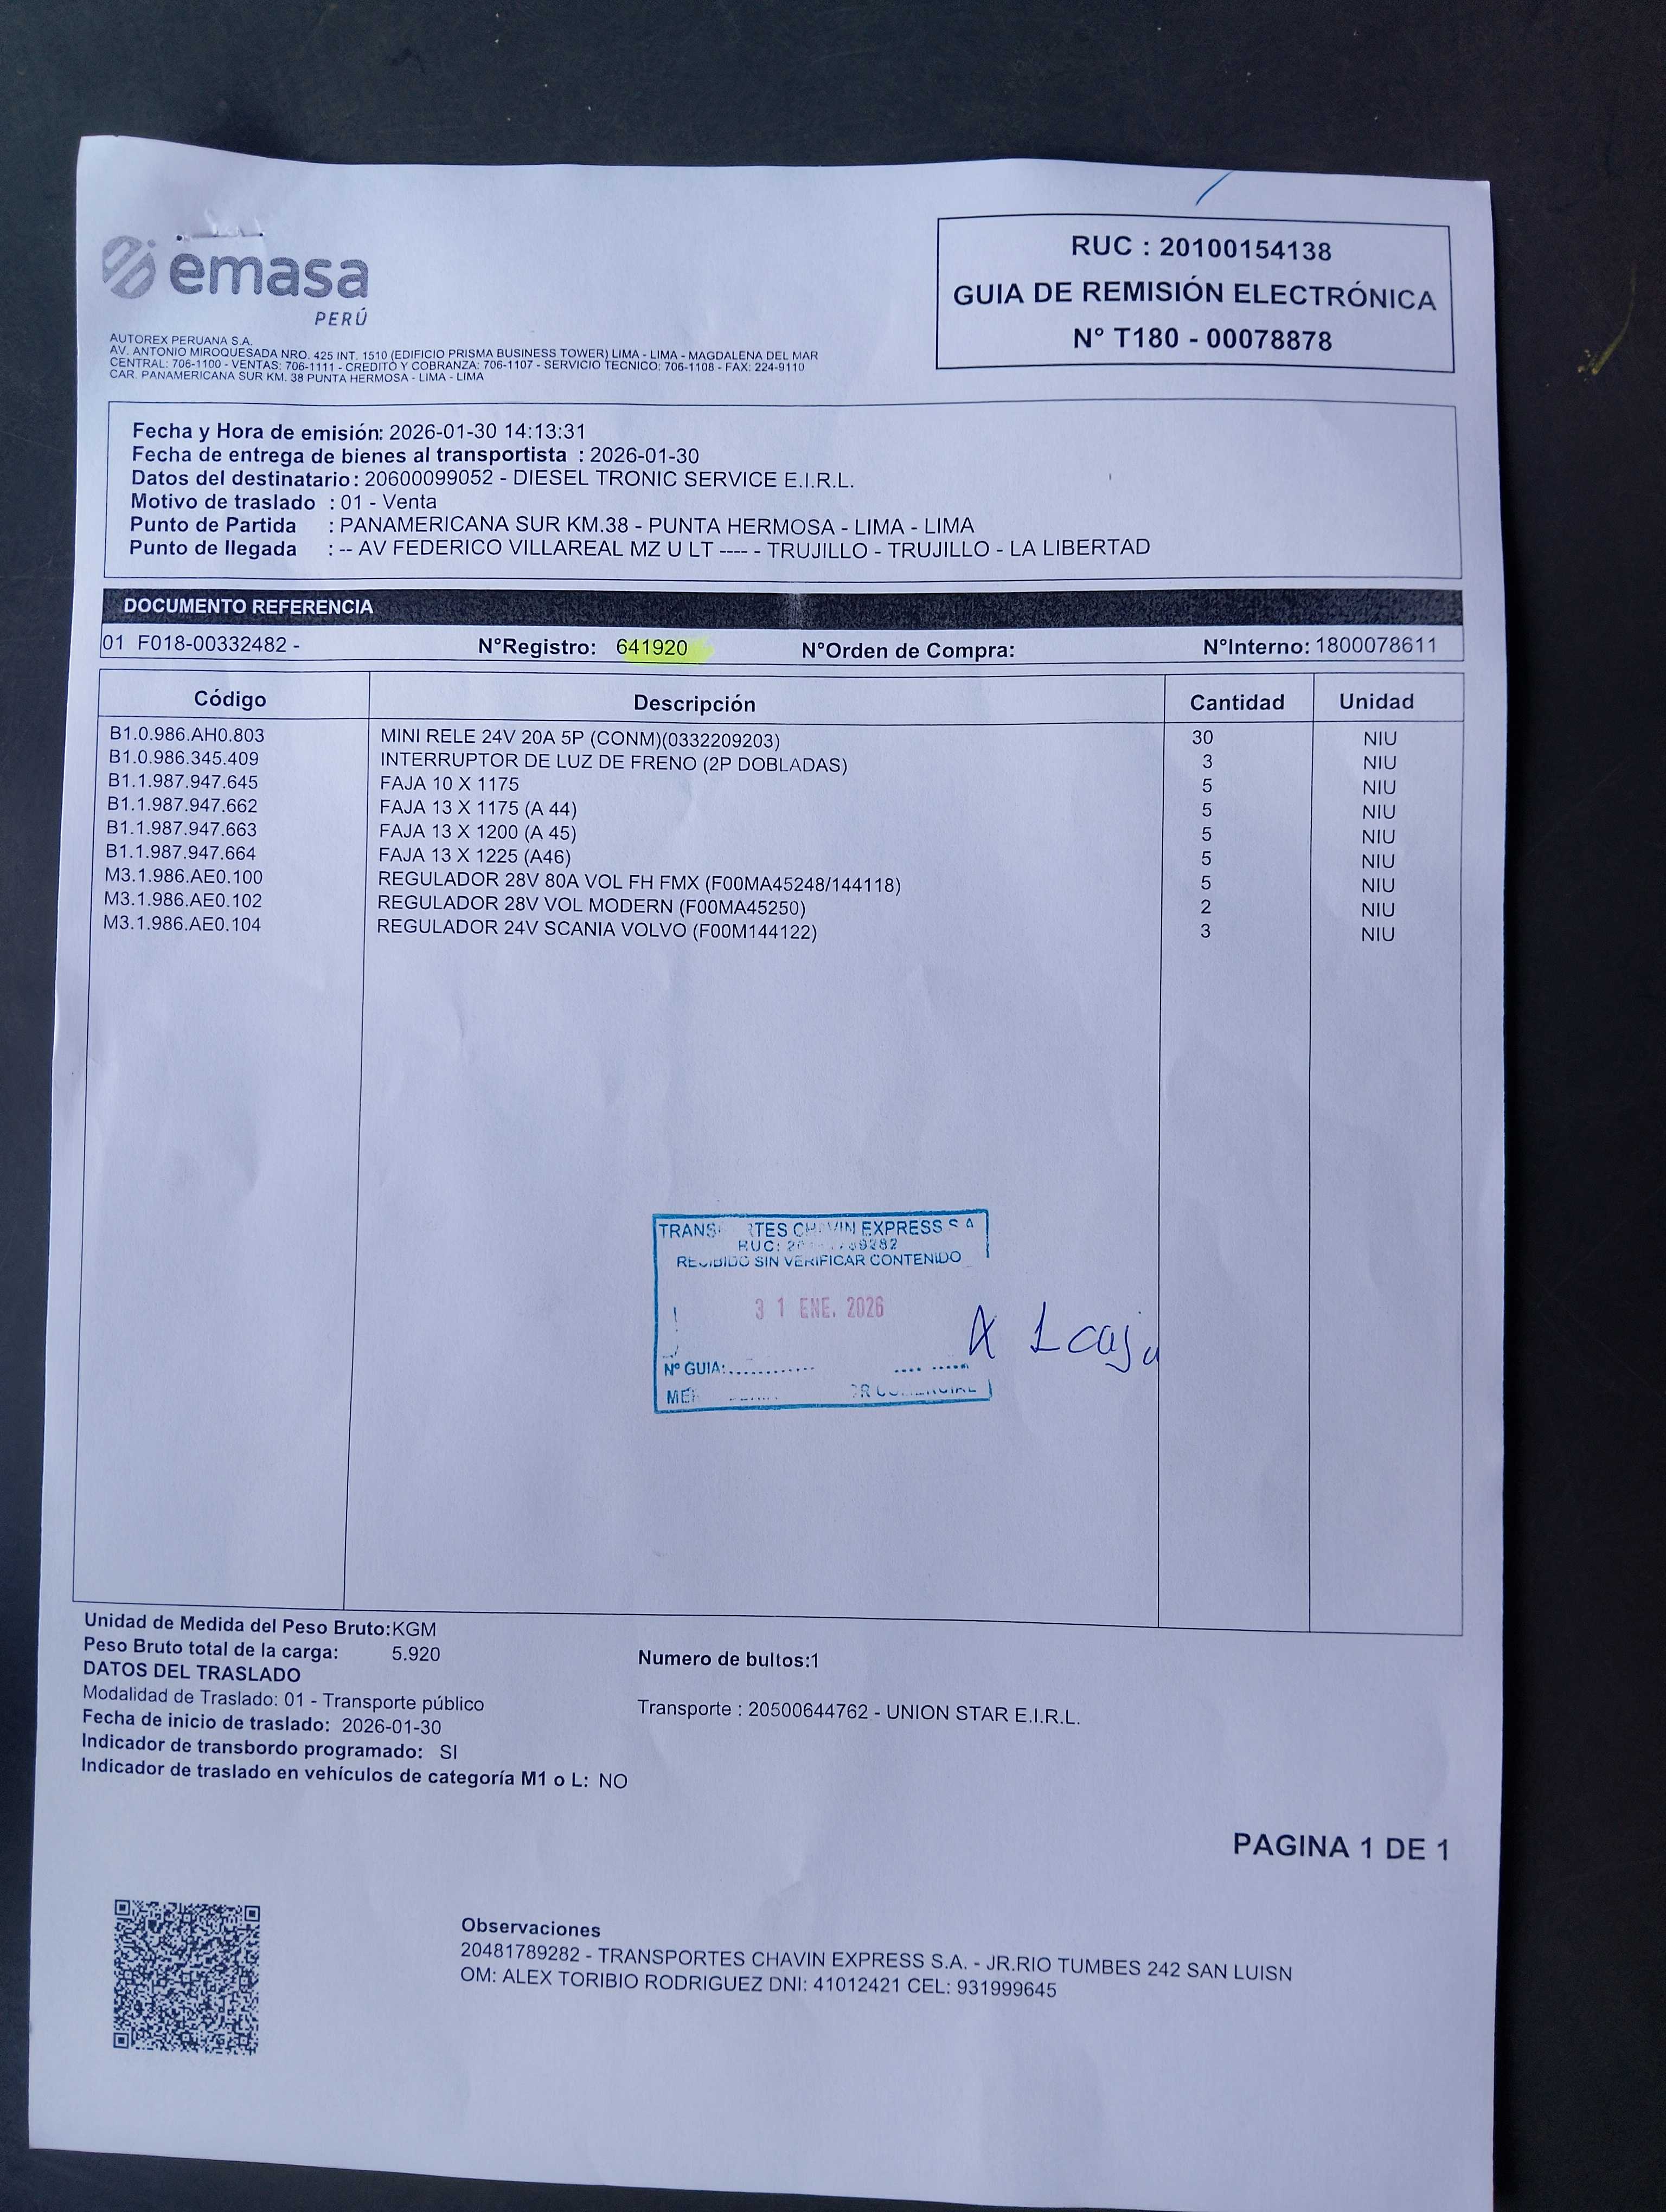 emasa
PERÚ
RUC : 20100154138
GUIA DE REMISIÓN ELECTRÓNICA
N° T180 - 00078878
AUTOREX PERUANA S.A.
AV. ANTONIO MIROQUESADA NRO. 425 INT. 1510 (EDIFICIO PRISMA BUSINESS TOWER) LIMA - LIMA - MAGDALENA DEL MAR
CENTRAL: 706-1100 - VENTAS: 706-1111 - CREDITO Y COBRANZA: 706-1107 - SERVICIO TECNICO: 706-1108 - FAX: 224-9110
CAR. PANAMERICANA SUR KM. 38 PUNTA HERMOSA - LIMA - LIMA
Fecha y Hora de emisión: 2026-01-30 14:13:31
Fecha de entrega de bienes al transportista : 2026-01-30
Datos del destinatario: 20600099052 - DIESEL TRONIC SERVICE E.I.R.L.
Motivo de traslado : 01 - Venta
Punto de Partida : PANAMERICANA SUR KM.38 - PUNTA HERMOSA - LIMA - LIMA
Punto de llegada : -- AV FEDERICO VILLAREAL MZ U LT ---- - TRUJILLO - TRUJILLO - LA LIBERTAD
DOCUMENTO REFERENCIA
01 F018-00332482 - N°Registro: 641920 N°Orden de Compra: N°Interno: 1800078611
Código Descripción Cantidad Unidad
B1.0.986.AH0.803 MINI RELE 24V 20A 5P (CONM)(0332209203) 30 NIU
B1.0.986.345.409 INTERRUPTOR DE LUZ DE FRENO (2P DOBLADAS) 3 NIU
B1.1.987.947.645 FAJA 10 X 1175 5 NIU
B1.1.987.947.662 FAJA 13 X 1175 (A 44) 5 NIU
B1.1.987.947.663 FAJA 13 X 1200 (A 45) 5 NIU
B1.1.987.947.664 FAJA 13 X 1225 (A46) 5 NIU
M3.1.986.AE0.100 REGULADOR 28V 80A VOL FH FMX (F00MA45248/144118) 5 NIU
M3.1.986.AE0.102 REGULADOR 28V VOL MODERN (F00MA45250) 2 NIU
M3.1.986.AE0.104 REGULADOR 24V SCANIA VOLVO (F00M144122) 3 NIU
CHAVIN EXPRESS S A
RUC:
RECIBIDO SIN VERIFICAR CONTENIDO
31 ENE. 2026
X 1 caja
N° GUIA:
Unidad de Medida del Peso Bruto:KGM
Peso Bruto total de la carga: 5.920
Numero de bultos:1
DATOS DEL TRASLADO
Modalidad de Traslado: 01 - Transporte público
Transporte : 20500644762 - UNION STAR E.I.R.L.
Fecha de inicio de traslado: 2026-01-30
Indicador de transbordo programado: SI
Indicador de traslado en vehículos de categoría M1 o L: NO
PAGINA 1 DE 1
Observaciones
20481789282 - TRANSPORTES CHAVIN EXPRESS S.A. - JR.RIO TUMBES 242 SAN LUISN
OM: ALEX TORIBIO RODRIGUEZ DNI: 41012421 CEL: 931999645